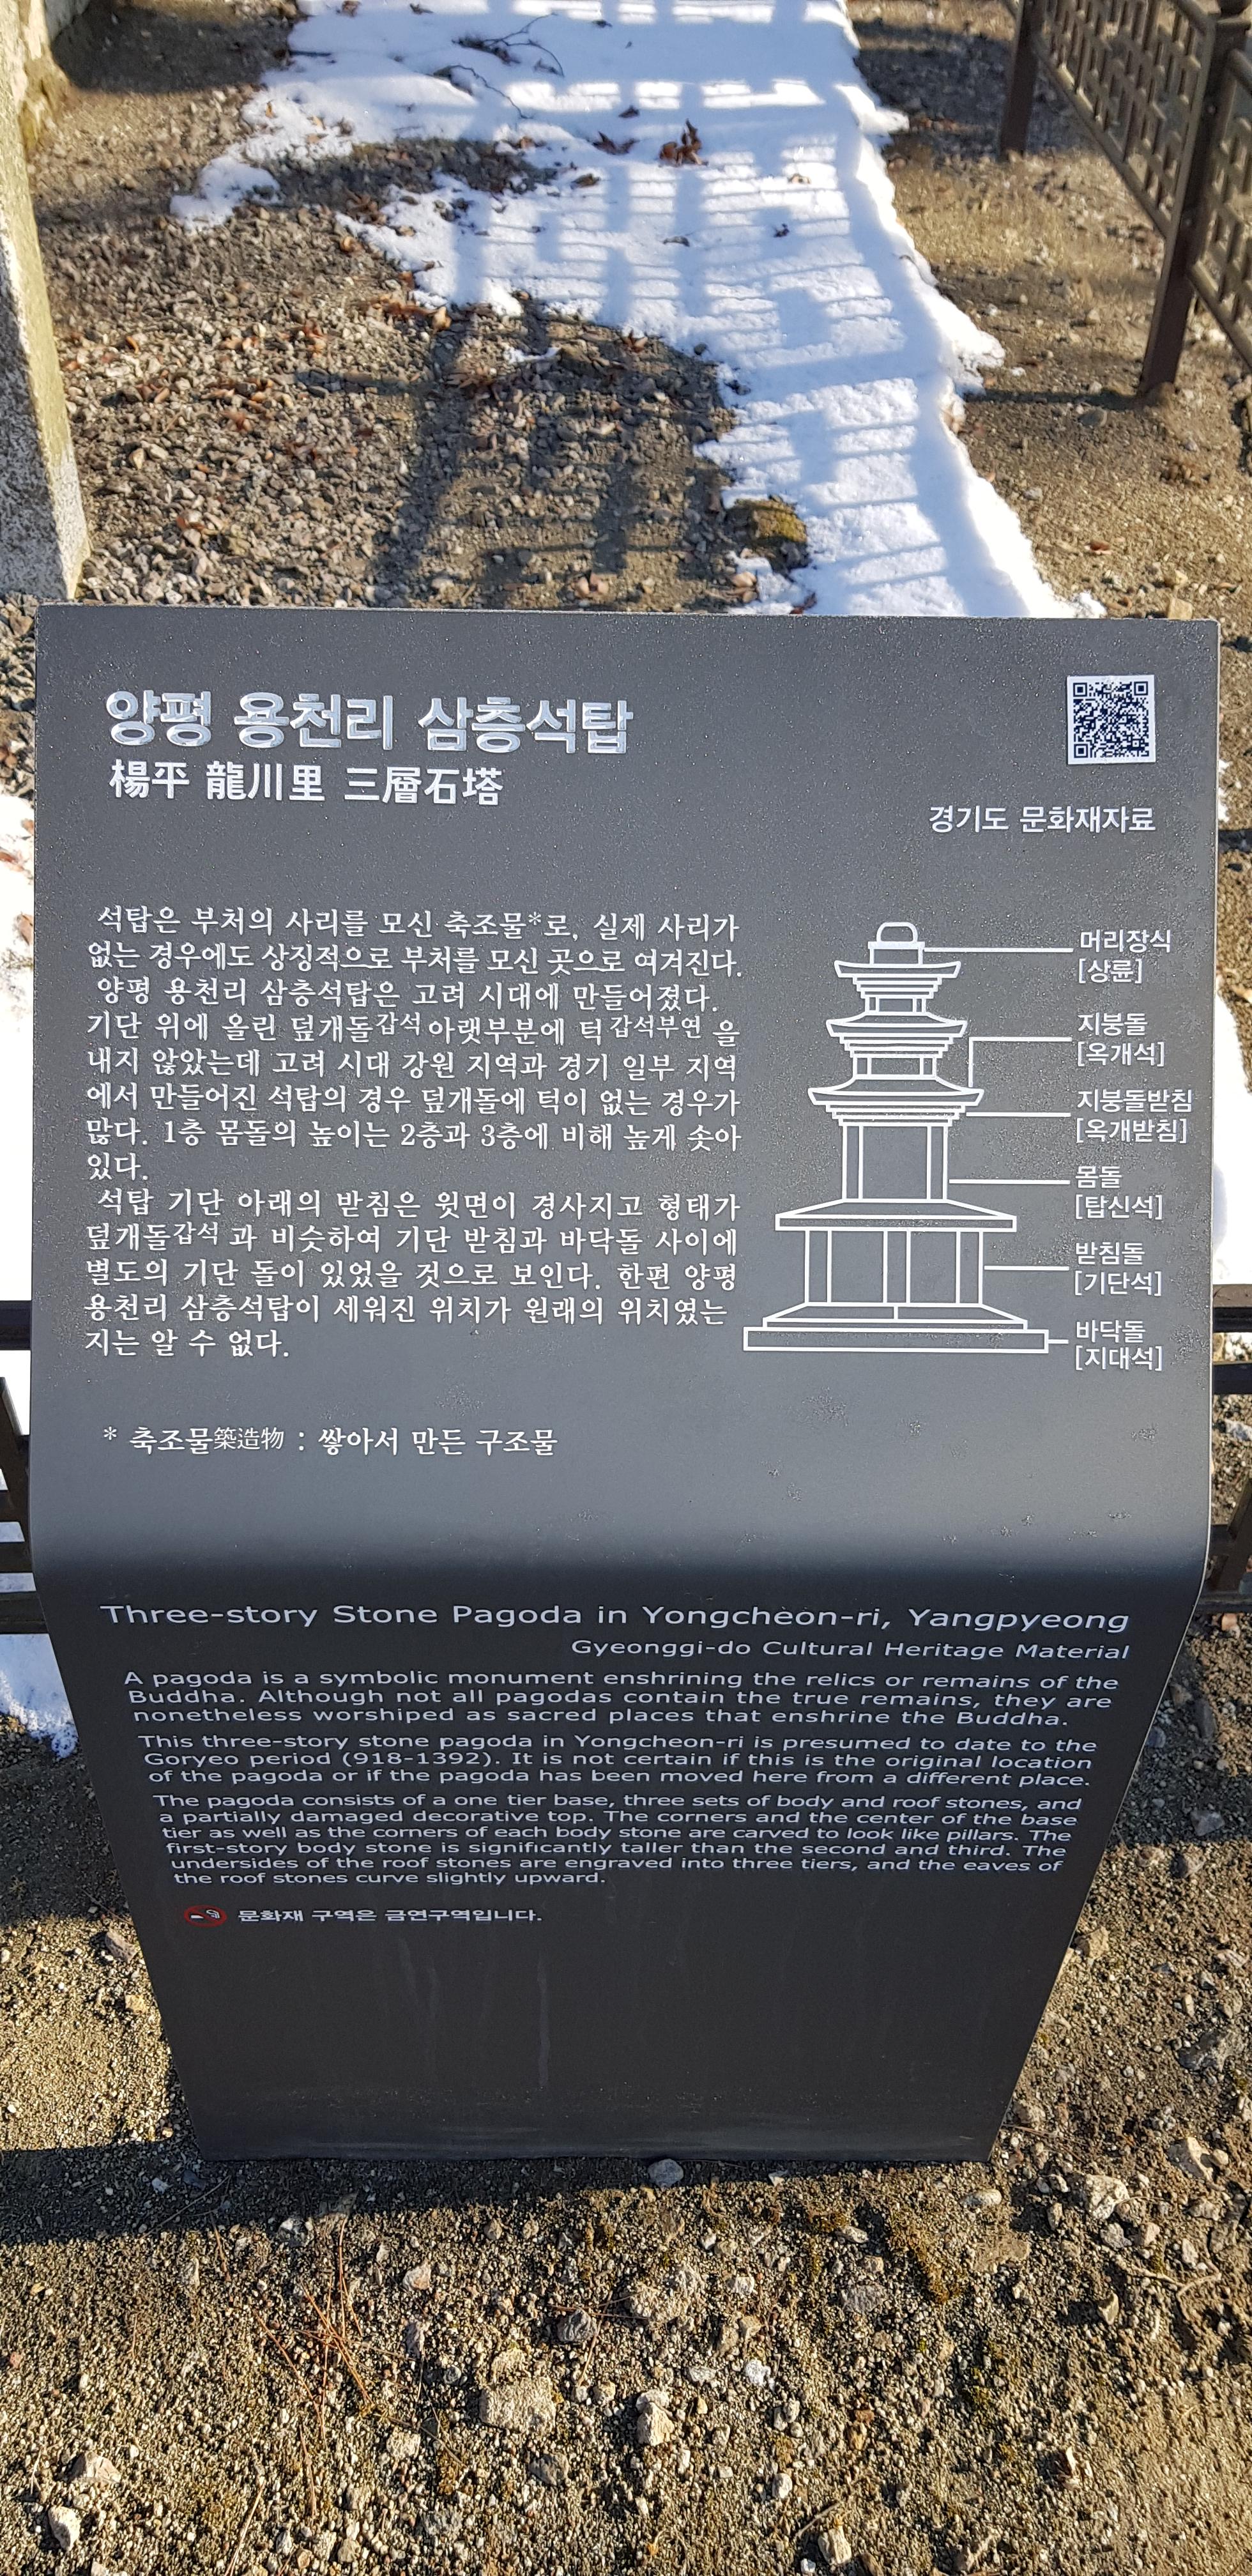 양평 용천리 삼층석탑
楊平 龍川里 三層石塔
경기도 문화재자료
석탑은 부처의 사리를 모신 축조물*로, 실제 사리가
없는 경우에도 상징적으로 부처를 모신 곳으로 여겨진다.
양평 용천리 삼층석탑은 고려 시대에 만들어졌다.
기단 위에 올린 덮개돌갑석 아랫부분에 턱갑석부연 을
내지 않았는데 고려 시대 강원 지역과 경기 일부 지역
에서 만들어진 석탑의 경우 덮개돌에 턱이 없는 경우가
많다. 1층 몸돌의 높이는 2층과 3층에 비해 높게 솟아
있다.
석탑 기단 아래의 받침은 윗면이 경사지고 형태가
덮개돌갑석 과 비슷하여 기단 받침과 바닥돌 사이에
별도의 기단 돌이 있었을 것으로 보인다. 한편 양평
용천리 삼층석탑이 세워진 위치가 원래의 위치였는
지는 알 수 없다.
* 축조물築造物 : 쌓아서 만든 구조물
머리장식
[상륜]
지붕돌
[옥개석]
지붕돌받침
[옥개받침]
몸돌
[탑신석]
받침돌
[기단석]
바닥돌
[지대석]
Three-story Stone Pagoda in Yongcheon-ri, Yangpyeong
Gyeonggi-do Cultural Heritage Material
A pagoda is a symbolic monument enshrining the relics or remains of the
Buddha. Although not all pagodas contain the true remains, they are
nonetheless worshiped as sacred places that enshrine the Buddha.
This three-story stone pagoda in Yongcheon-ri is presumed to date to the
Goryeo period (918-1392). It is not certain if this is the original location
of the pagoda or if the pagoda has been moved here from a different place.
The pagoda consists of a one tier base, three sets of body and roof stones, and
a partially damaged decorative top. The corners and the center of the base
tier as well as the corners of each body stone are carved to look like pillars. The
first-story body stone is significantly taller than the second and third. The
undersides of the roof stones are engraved into three tiers, and the eaves of
the roof stones curve slightly upward.
문화재 구역은 금연구역입니다.